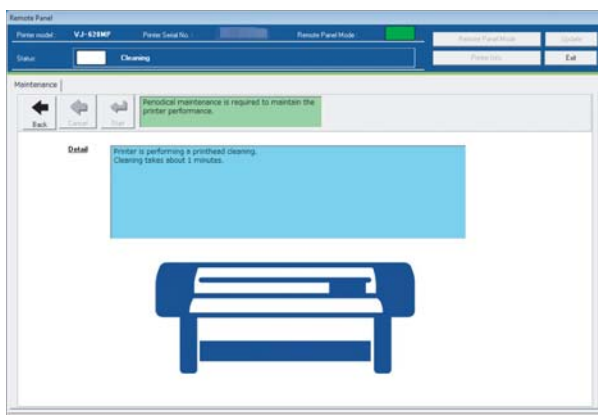 Remote Panel
Printer model : VJ-628MP Printer Serial No. : Remote Panel Mode : Remote Panel Mode Update
Status : Cleaning Printer Info. Exit
Maintenance
Back Cancel Start
Periodical maintenance is required to maintain the
printer performance.
Detail
Printer is performing a printhead cleaning.
Cleaning takes about 1 minutes.